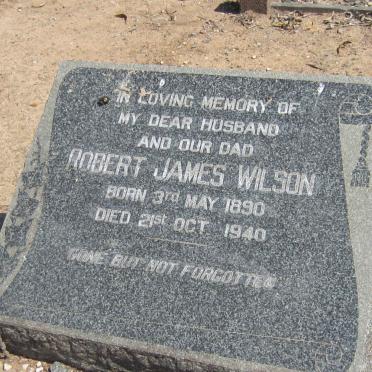 IN LOVING MEMORY OF
MY DEAR HUSBAND
AND OUR DAD
ROBERT JAMES WILSON
BORN 3rd MAY 1890
DIED 21st OCT 1940
GONE BUT NOT FORGOTTEN